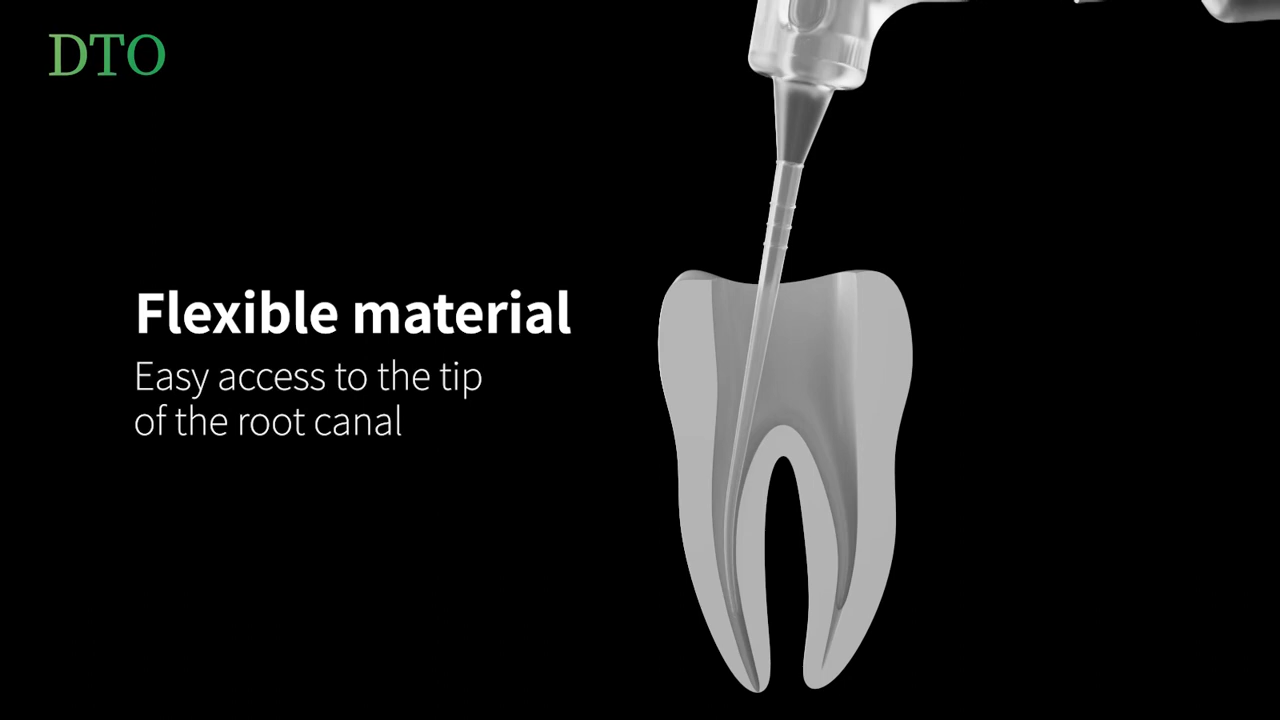 DTO
Flexible material
Easy access to the tip
of the root canal